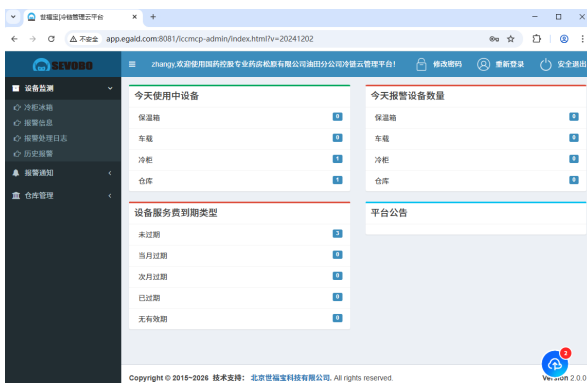 世福宝|冷链管理云平台
不安全 app.egaid.com:8081/iccmcp-admin/index.html?v=20241202
SEVOBO
zhangy,欢迎使用国药控股专业药房松原有限公司油田分公司冷链云管理平台! 修改密码 重新登录 安全退出
设备监测
冷柜冰箱
报警信息
报警处理日志
历史报警
报警通知
仓库管理
今天使用中设备
保温箱 0
车载 0
冷柜 1
仓库 1
今天报警设备数量
保温箱 0
车载 0
冷柜 0
仓库 0
设备服务费到期类型
未过期 3
当月过期 0
次月过期 0
已过期 0
无有效期 0
平台公告
2
Copyright © 2015~2026 技术支持: 北京世福宝科技有限公司. All rights reserved.
Version 2.0.0